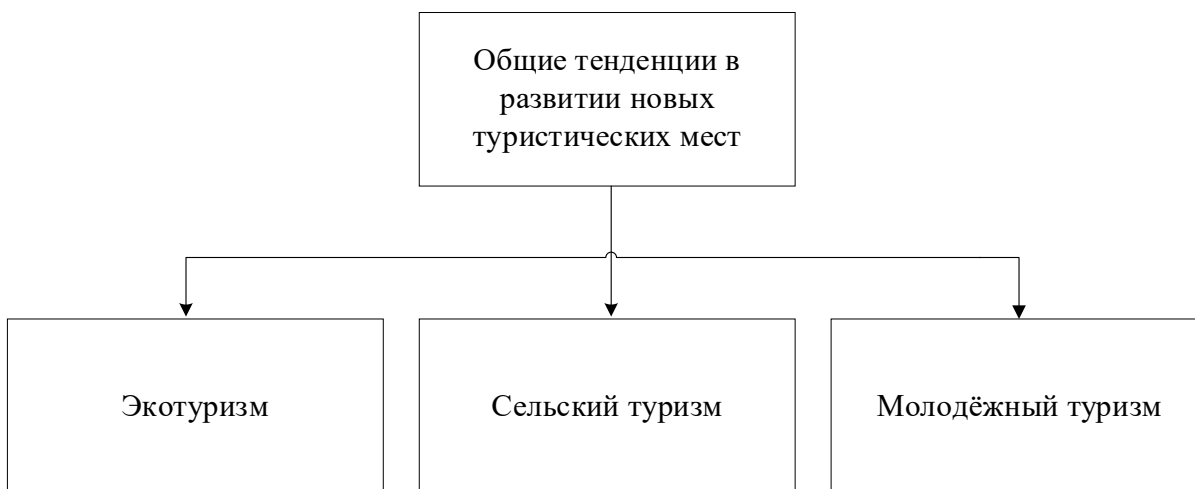 Общие тенденции в
развитии новых
туристических мест
Экотуризм
Сельский туризм
Молодёжный туризм